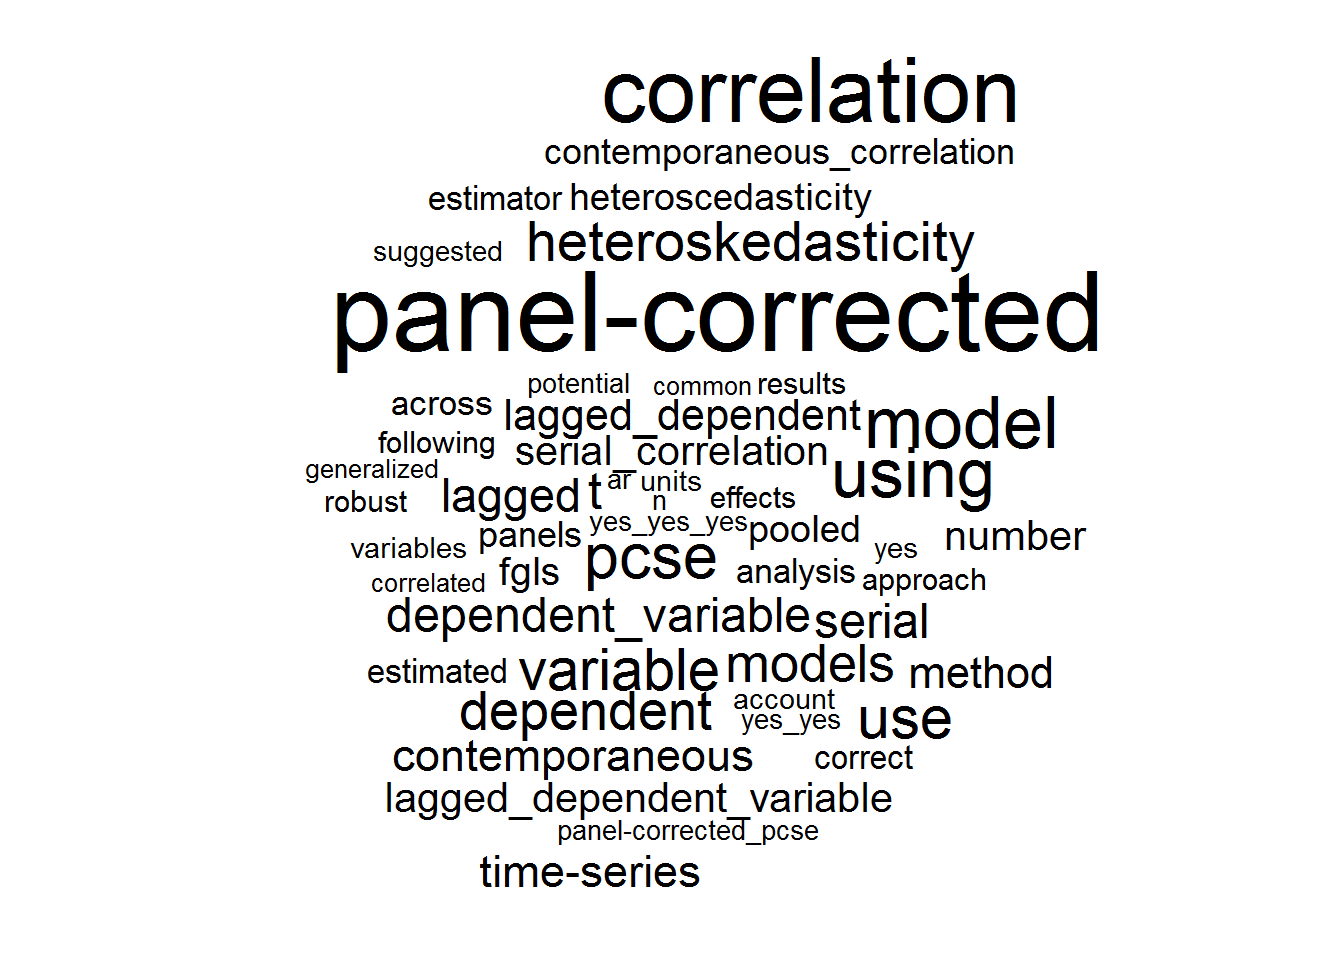 correlation
contemporaneous_correlation
estimator heteroscedasticity
suggested heteroskedasticity
panel-corrected
potential common results
across lagged_dependent model
following serial_correlation using
generalized
robust lagged t ar units n effects
variables panels yes_yes_yes pooled yes number
correlated fgls pcse analysis approach
dependent_variable serial
estimated variable models method
dependent account use
yes_yes
contemporaneous correct
lagged_dependent_variable
panel-corrected_pcse
time-series